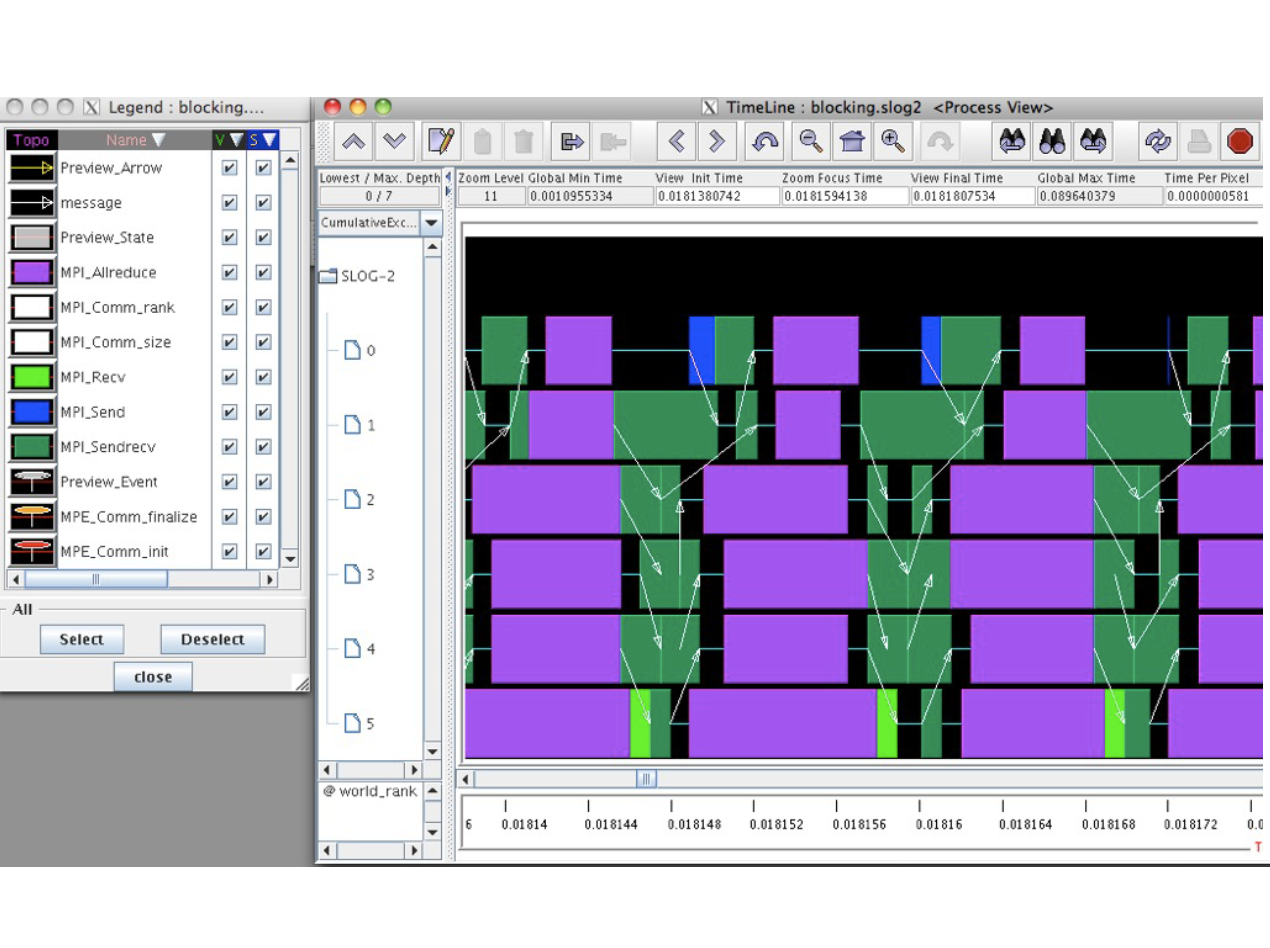 Legend : blocking....
Topo Name V S
Preview_Arrow
message
Preview_State
MPI_Allreduce
MPI_Comm_rank
MPI_Comm_size
MPI_Recv
MPI_Send
MPI_Sendrecv
Preview_Event
MPE_Comm_finalize
MPE_Comm_init
All
Select Deselect
close
TimeLine : blocking.slog2 <Process View>
Lowest / Max. Depth Zoom Level Global Min Time View Init Time Zoom Focus Time View Final Time Global Max Time Time Per Pixel
0 / 7 11 0.0010955334 0.0181380742 0.0181594138 0.0181807534 0.089640379 0.0000000581
CumulativeExc...
SLOG-2
0
1
2
3
4
5
@ world_rank
6 0.01814 0.018144 0.018148 0.018152 0.018156 0.01816 0.018164 0.018168 0.018172 0.0
T